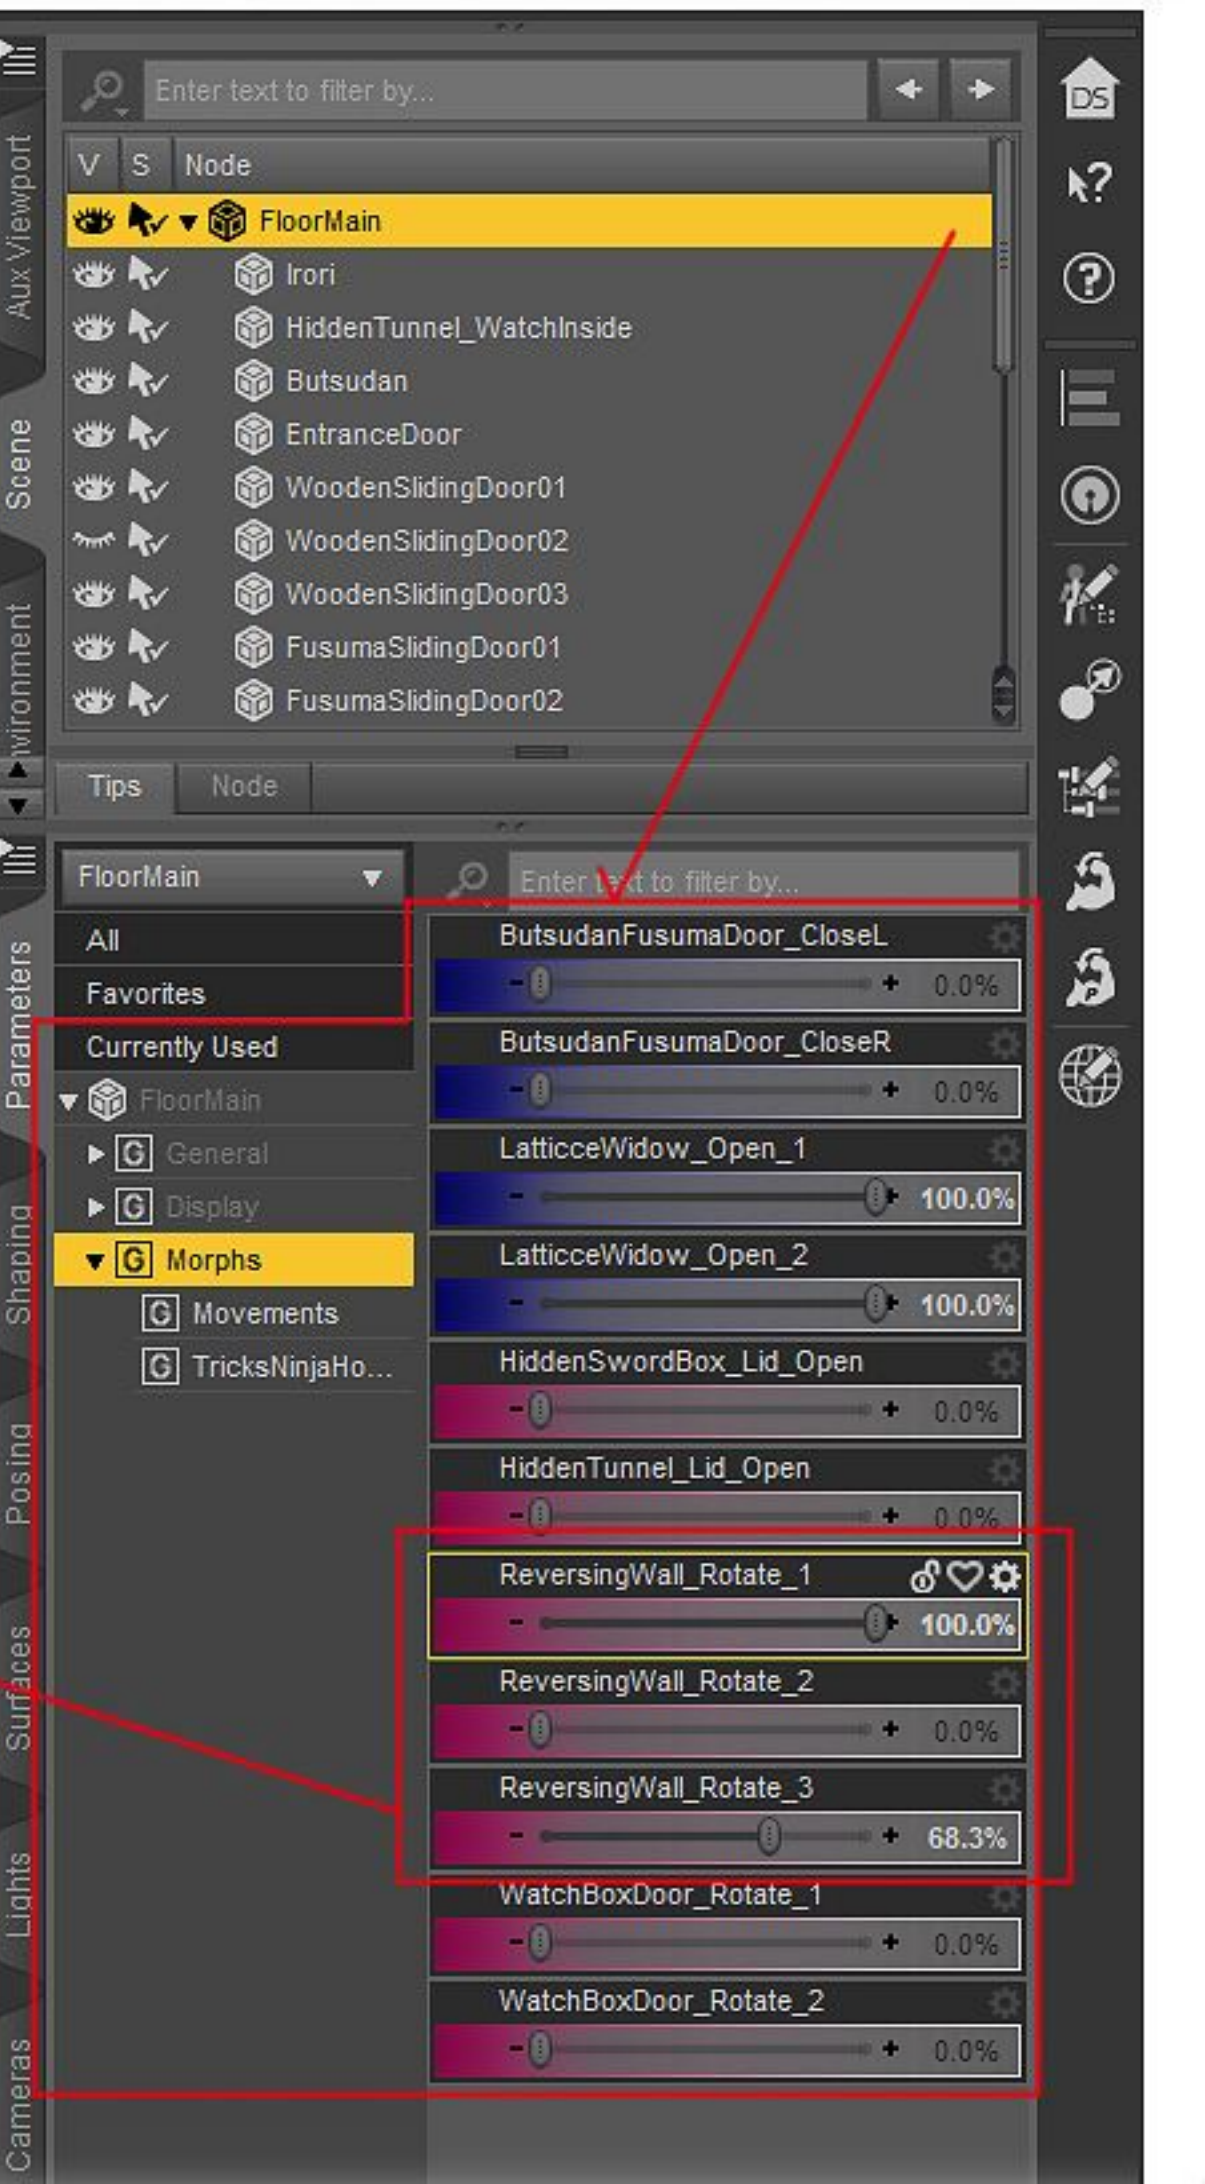 Enter text to filter by...
V S Node
FloorMain
Irori
HiddenTunnel_WatchInside
Butsudan
EntranceDoor
WoodenSlidingDoor01
WoodenSlidingDoor02
WoodenSlidingDoor03
FusumaSlidingDoor01
FusumaSlidingDoor02
Tips Node
Aux Viewport
Scene
nvironment
DS
FloorMain
Enter text to filter by...
All
Favorites
Currently Used
FloorMain
G General
G Display
G Morphs
G Movements
G TricksNinjaHo...
ButsudanFusumaDoor_CloseL
- + 0.0%
ButsudanFusumaDoor_CloseR
- + 0.0%
LatticceWidow_Open_1
- + 100.0%
LatticceWidow_Open_2
- + 100.0%
HiddenSwordBox_Lid_Open
- + 0.0%
HiddenTunnel_Lid_Open
- + 0.0%
ReversingWall_Rotate_1
- + 100.0%
ReversingWall_Rotate_2
- + 0.0%
ReversingWall_Rotate_3
- + 68.3%
WatchBoxDoor_Rotate_1
- + 0.0%
WatchBoxDoor_Rotate_2
- + 0.0%
Parameters
Shaping
Posing
Surfaces
Lights
Cameras
P